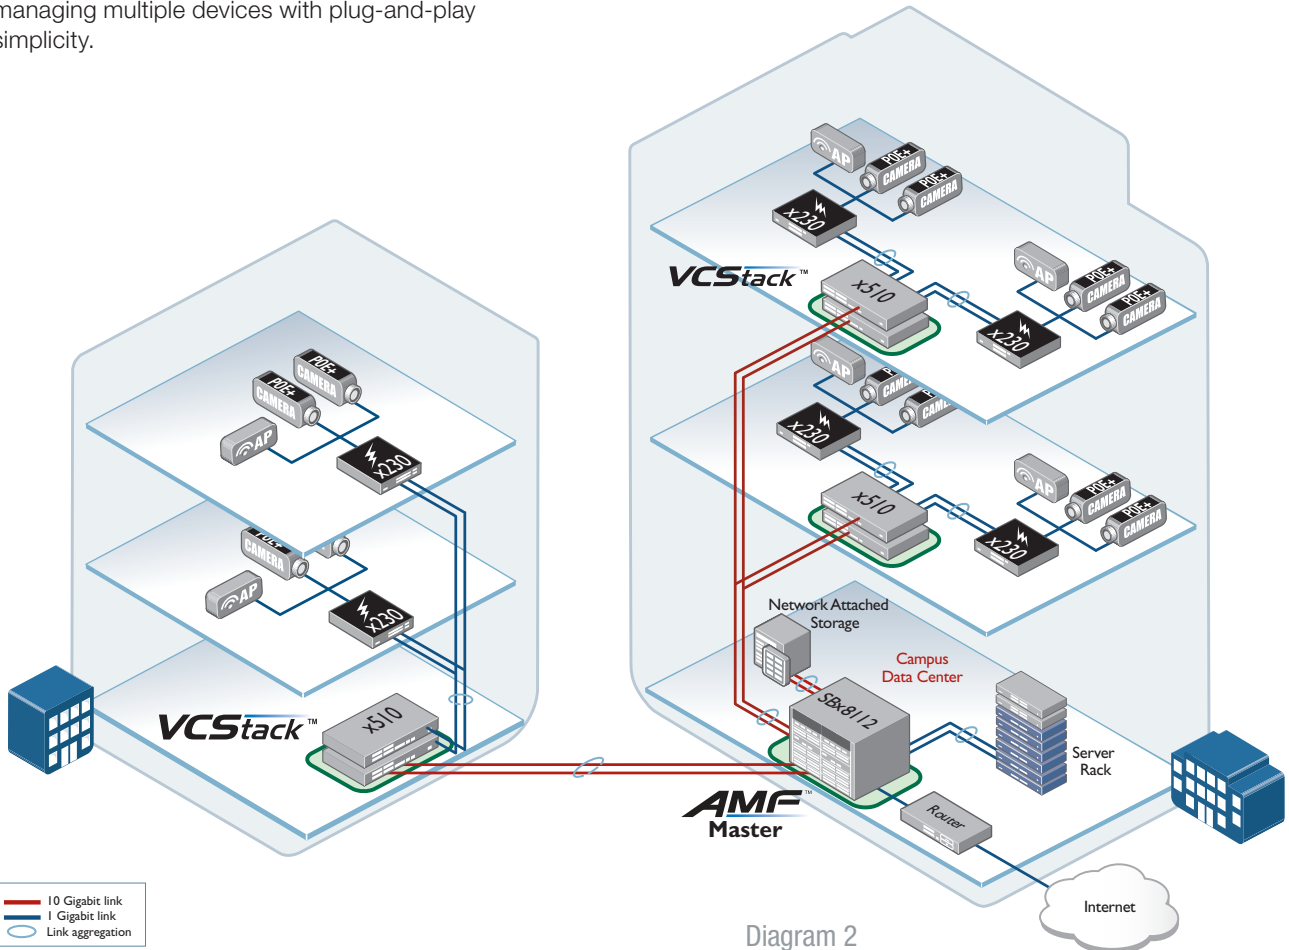 managing multiple devices with plug-and-play
simplicity.
AP
POE+
CAMERA
POE+
CAMERA
x230
VCStack™
x510
AP
POE+
CAMERA
POE+
CAMERA
x230
POE+
CAMERA
POE+
CAMERA
AP
x230
AP
CAMERA
x230
x510
AP
POE+
CAMERA
POE+
CAMERA
x230
CAMERA
AP
x230
Network Attached
Storage
Campus
Data Center
SBx8112
Server
Rack
VCStack™
x510
AMF™
Master
Router
Internet
10 Gigabit link
1 Gigabit link
Link aggregation
Diagram 2